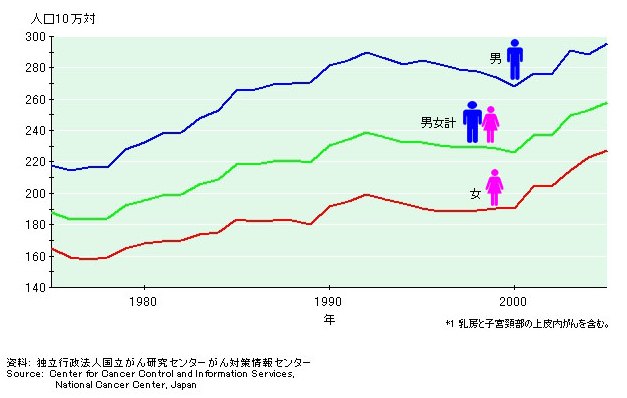 人口10万対
300
280
260
240
220
200
180
160
140
男
男女計
女
1980
1990
2000
年
*1 乳房と子宮頚部の上皮内がんを含む。
資料: 独立行政法人国立がん研究センターがん対策情報センター
Source: Center for Cancer Control and Information Services,
National Cancer Center, Japan